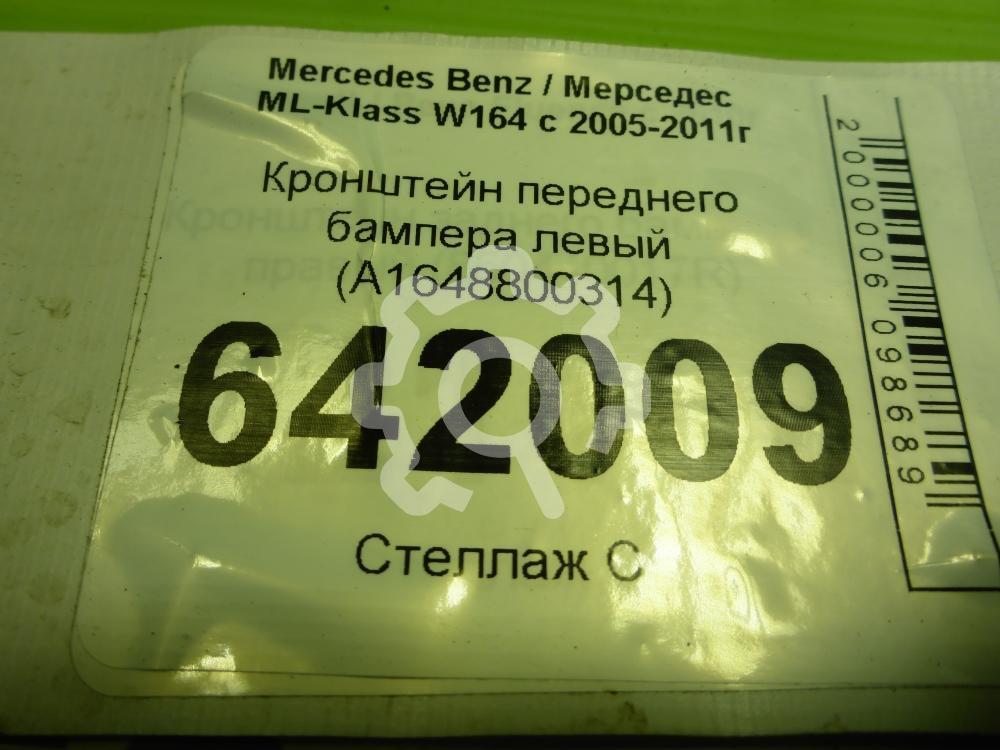 Mercedes Benz / Мерседес
ML-Klass W164 с 2005-2011г
Кронштейн переднего
бампера левый
(A1648800314)
642009
Стеллаж С
2000006098689